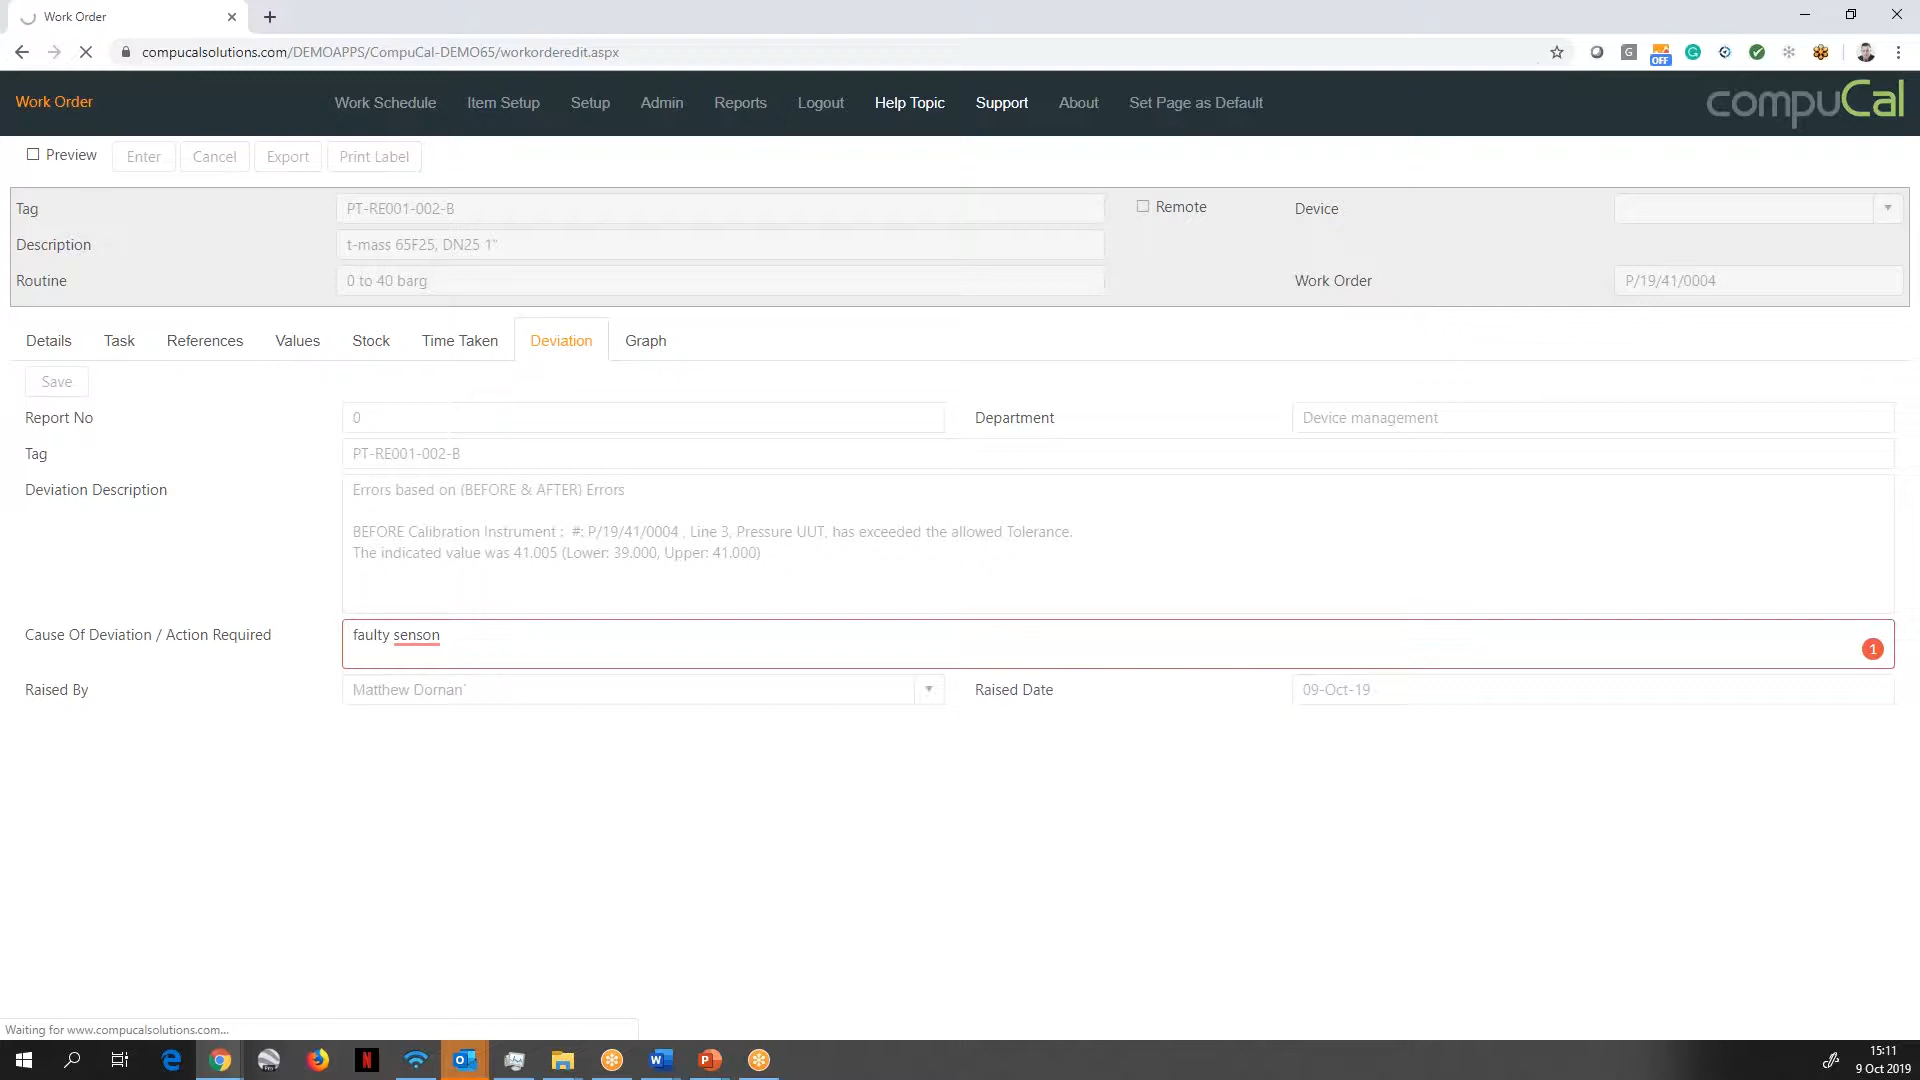 Work Order
compucalsolutions.com/DEMOAPPS/CompuCal-DEMO65/workorderedit.aspx
G
OFF
G
Work Order
Work Schedule
Item Setup
Setup
Admin
Reports
Logout
Help Topic
Support
About
Set Page as Default
compuCal
Preview
Enter
Cancel
Export
Print Label
Tag
PT-RE001-002-B
Remote
Device
Description
t-mass 65F25, DN25 1"
Routine
0 to 40 barg
Work Order
P/19/41/0004
Details
Task
References
Values
Stock
Time Taken
Deviation
Graph
Save
Report No
0
Department
Device management
Tag
PT-RE001-002-B
Deviation Description
Errors based on (BEFORE & AFTER) Errors
BEFORE Calibration Instrument :  #: P/19/41/0004 , Line 3, Pressure UUT, has exceeded the allowed Tolerance.
The indicated value was 41.005 (Lower: 39.000, Upper: 41.000)
Cause Of Deviation / Action Required
faulty senson
1
Raised By
Matthew Dornan`
Raised Date
09-Oct-19
Waiting for www.compucalsolutions.com...
15:11
9 Oct 2019